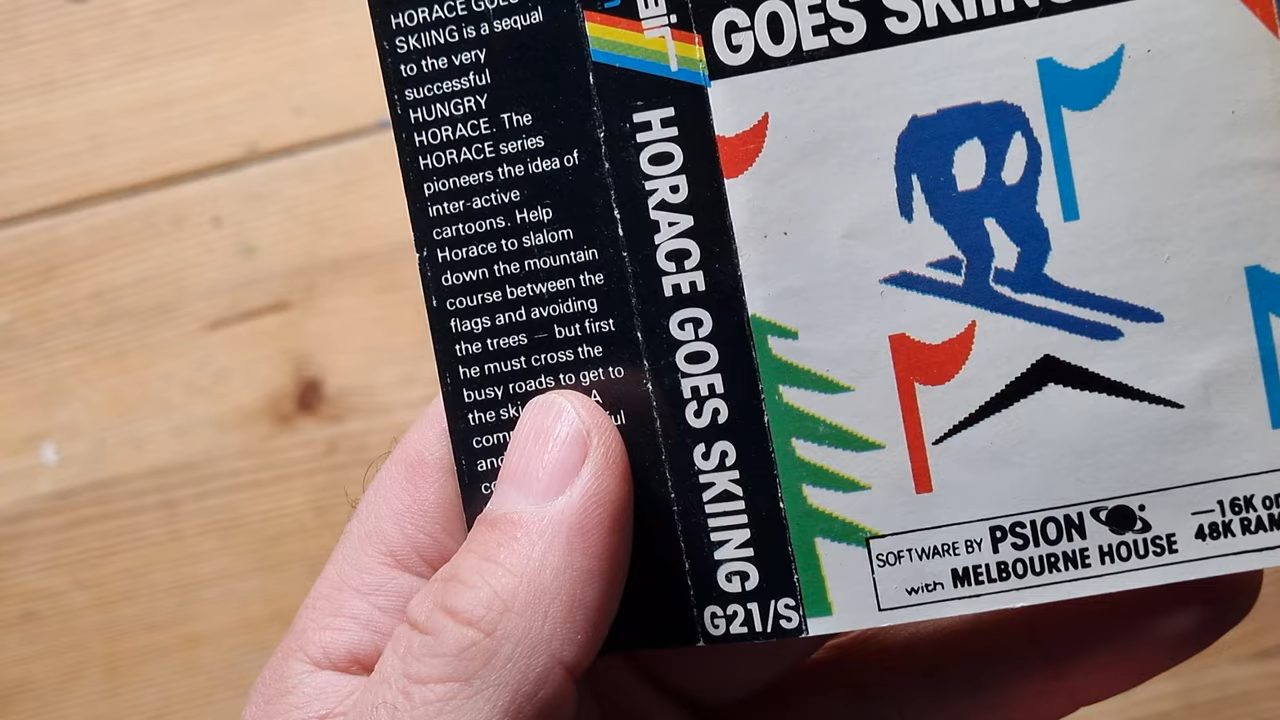 HORACE GOES
SKIING is a sequal
to the very
successful
HUNGRY
HORACE. The
HORACE series
pioneers the idea of
inter-active
cartoons. Help
Horace to slalom
down the mountain
course between the
flags and avoiding
the trees — but first
he must cross the
busy roads to get to
the ski A
HORACE GOES SKIING
G21/S
GOES SKIING
SOFTWARE BY PSION
with MELBOURNE HOUSE
—16K or
48K RAM